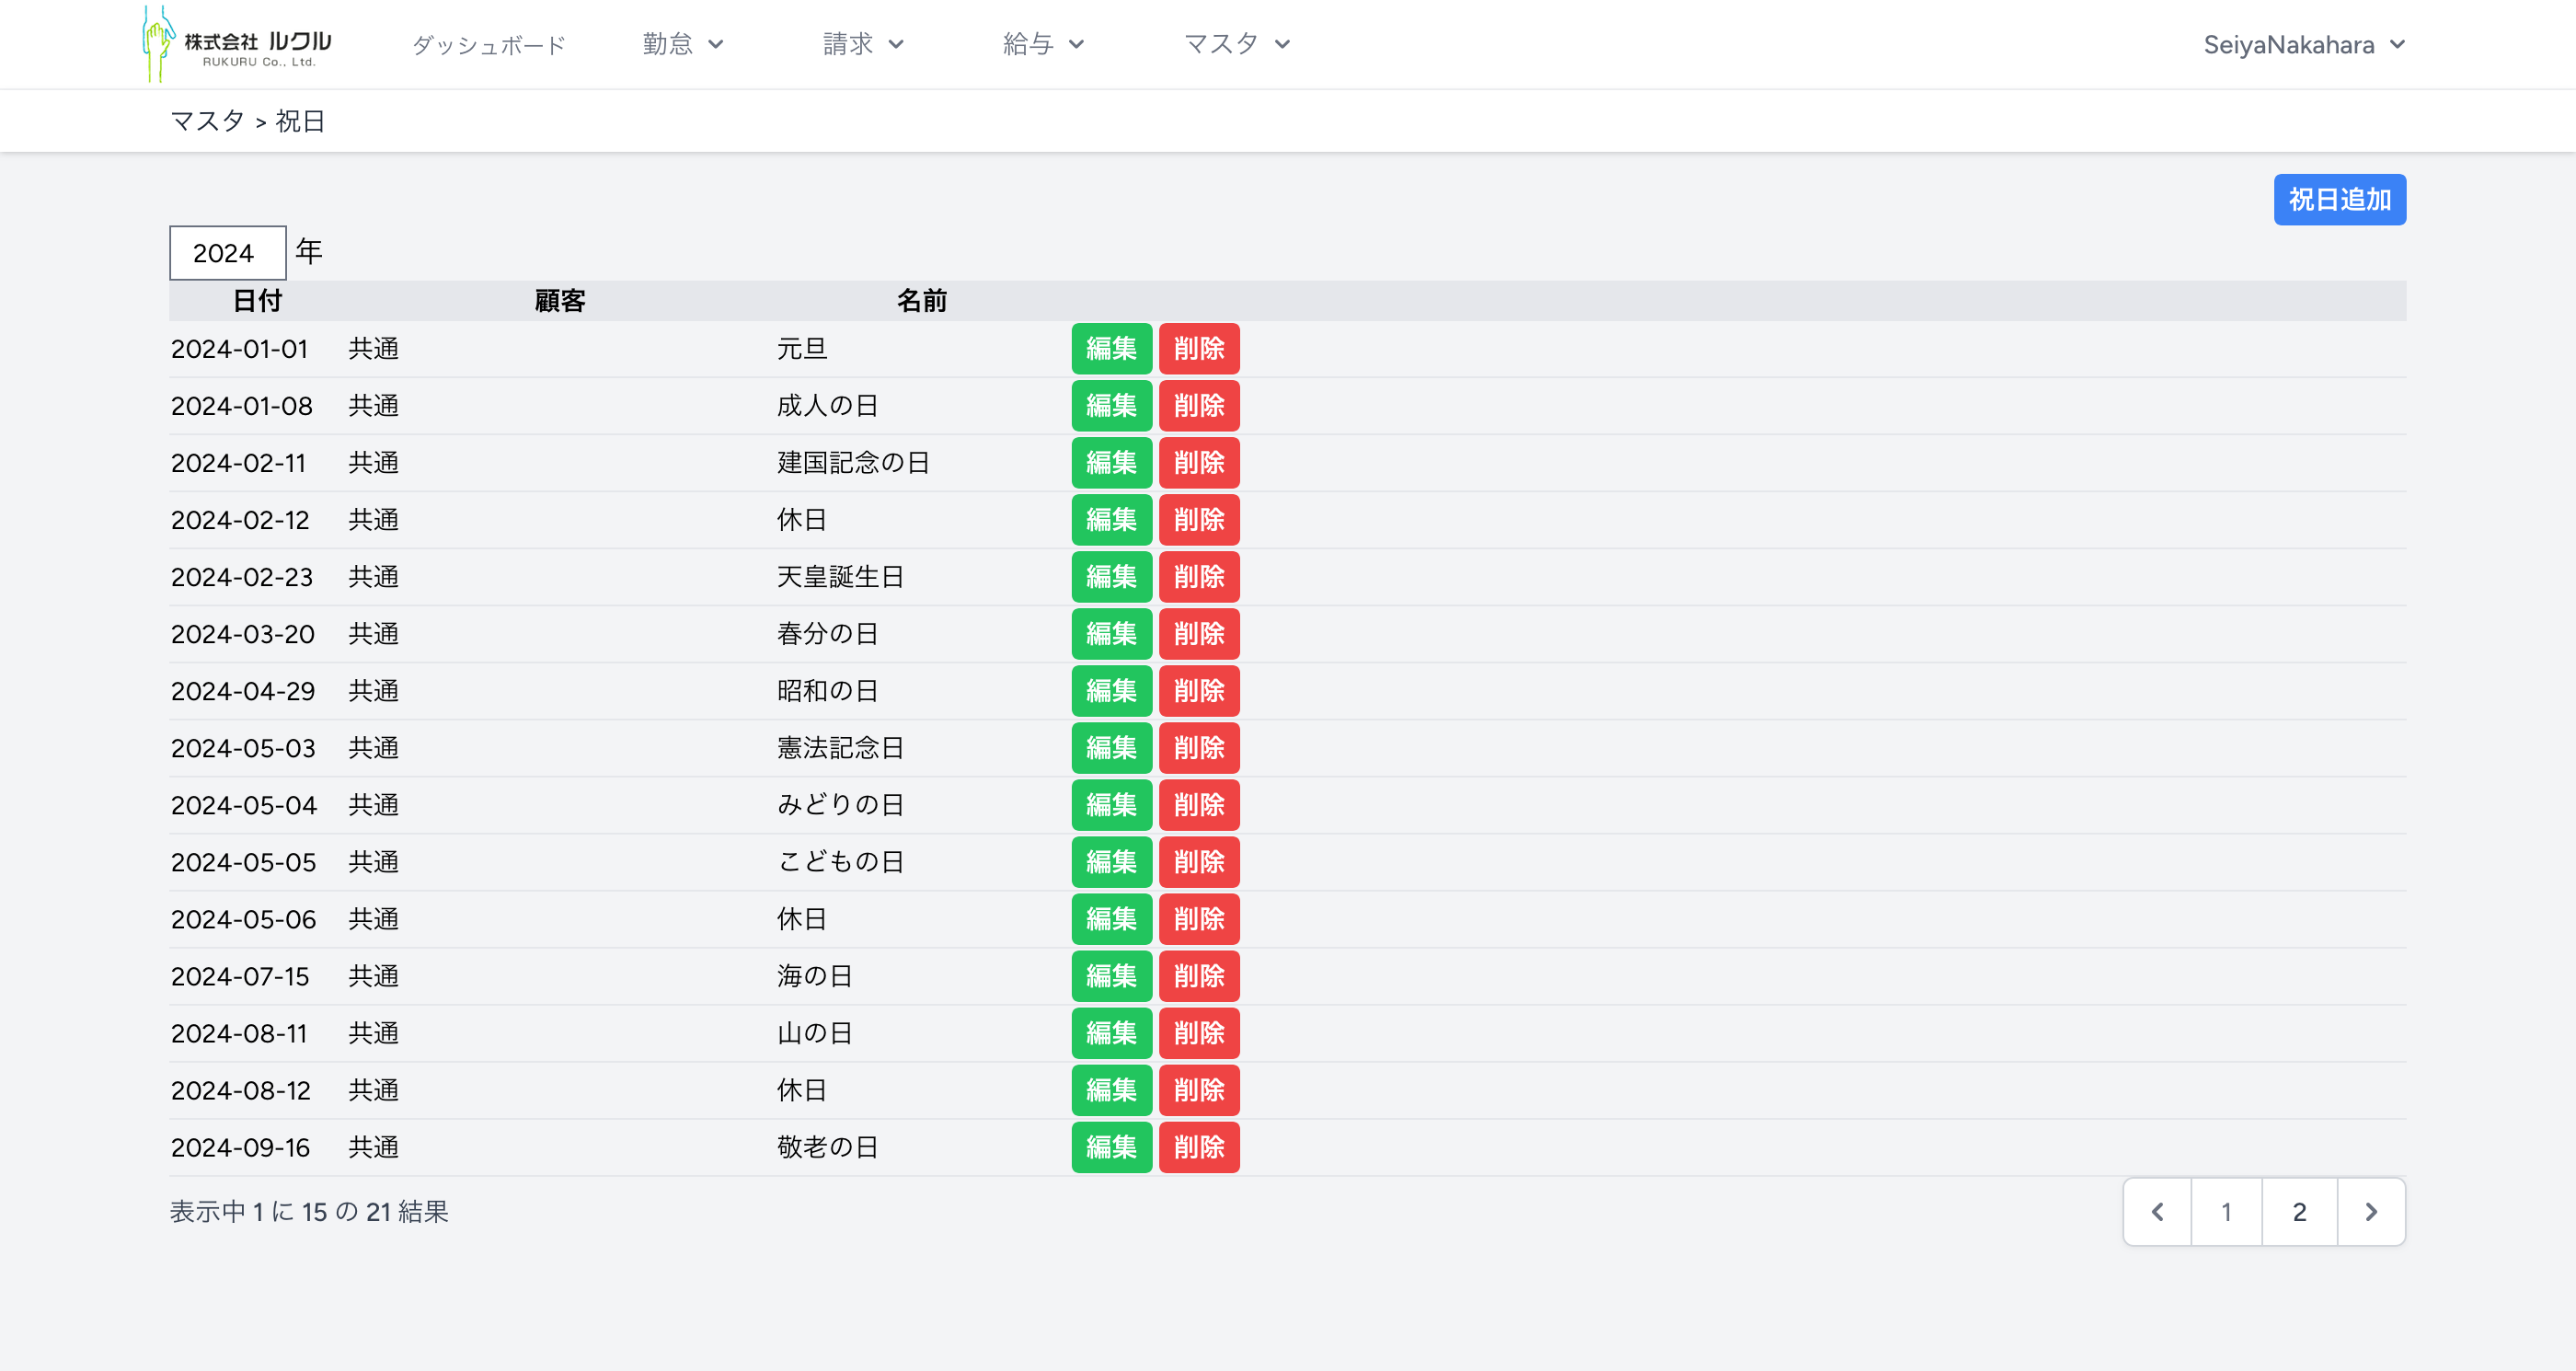 株式会社 ルクル
RUKURU Co., Ltd.
ダッシュボード 勤怠 請求 給与 マスタ SeiyaNakahara
マスタ > 祝日
祝日追加
2024 年
日付 顧客 名前
2024-01-01 共通 元旦 編集 削除
2024-01-08 共通 成人の日 編集 削除
2024-02-11 共通 建国記念の日 編集 削除
2024-02-12 共通 休日 編集 削除
2024-02-23 共通 天皇誕生日 編集 削除
2024-03-20 共通 春分の日 編集 削除
2024-04-29 共通 昭和の日 編集 削除
2024-05-03 共通 憲法記念日 編集 削除
2024-05-04 共通 みどりの日 編集 削除
2024-05-05 共通 こどもの日 編集 削除
2024-05-06 共通 休日 編集 削除
2024-07-15 共通 海の日 編集 削除
2024-08-11 共通 山の日 編集 削除
2024-08-12 共通 休日 編集 削除
2024-09-16 共通 敬老の日 編集 削除
表示中 1 に 15 の 21 結果 1 2